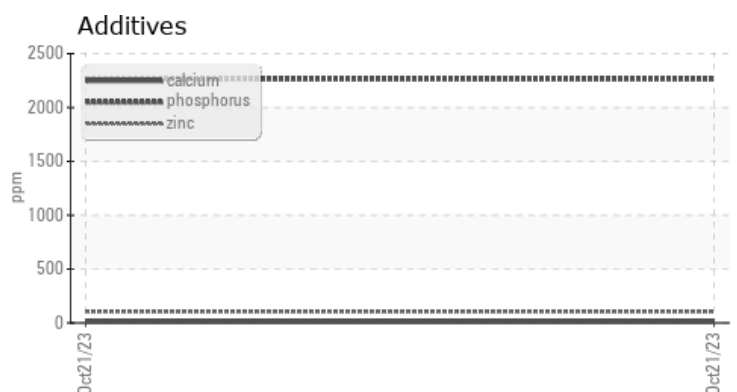 Additives
2500
2000
1500
1000
500
0
ppm
calcium
phosphorus
zinc
Oct21/23
Oct21/23